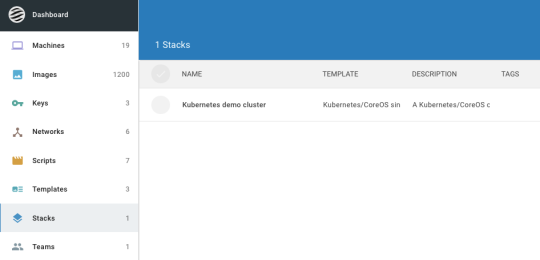 Dashboard
Machines 19
Images 1200
Keys 3
Networks 6
Scripts 7
Templates 3
Stacks 1
Teams 1
1 Stacks
NAME TEMPLATE DESCRIPTION TAGS
Kubernetes demo cluster Kubernetes/CoreOS sin A Kubernetes/CoreOS c